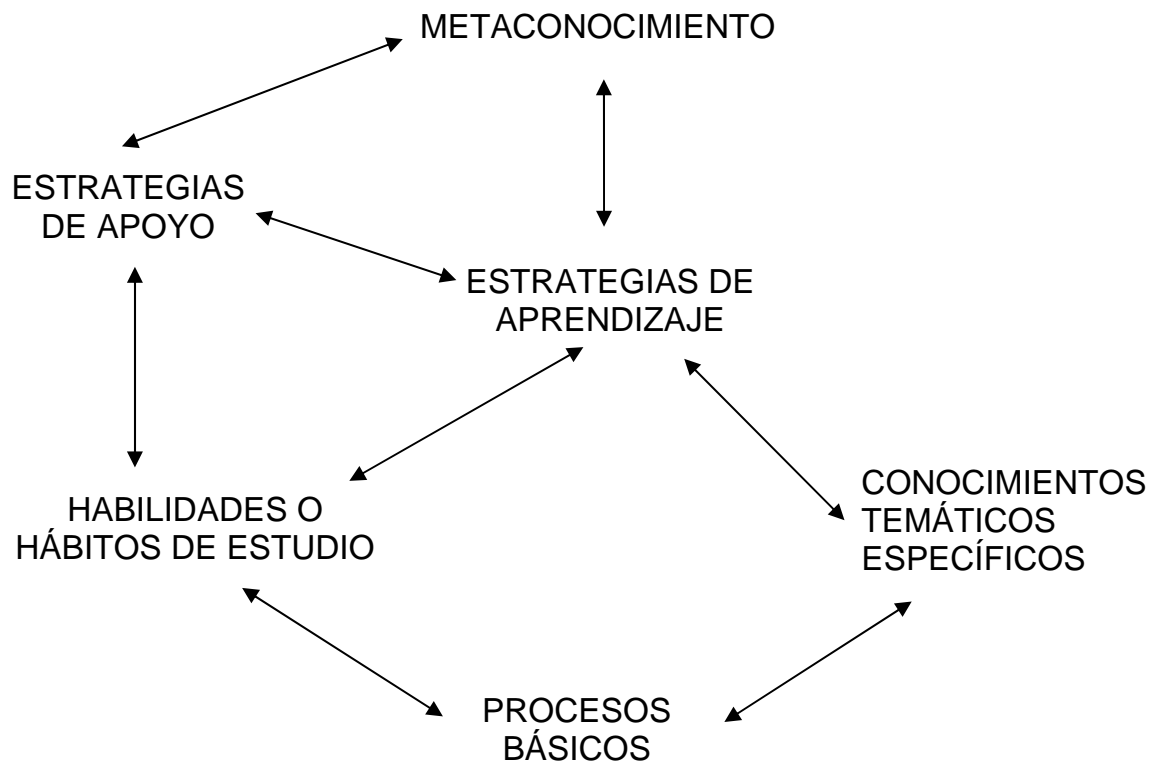 METACONOCIMIENTO
ESTRATEGIAS
DE APOYO
ESTRATEGIAS DE
APRENDIZAJE
HABILIDADES O
HÁBITOS DE ESTUDIO
CONOCIMIENTOS
TEMÁTICOS
ESPECÍFICOS
PROCESOS
BÁSICOS